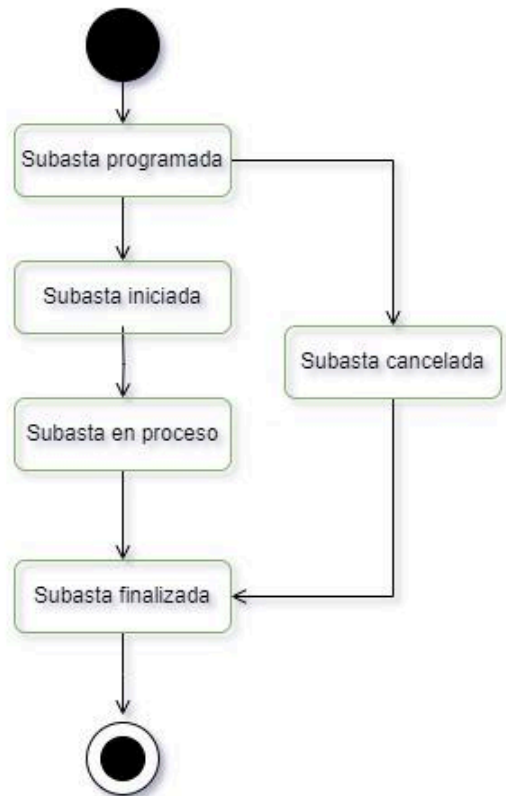 Subasta programada
Subasta iniciada
Subasta cancelada
Subasta en proceso
Subasta finalizada